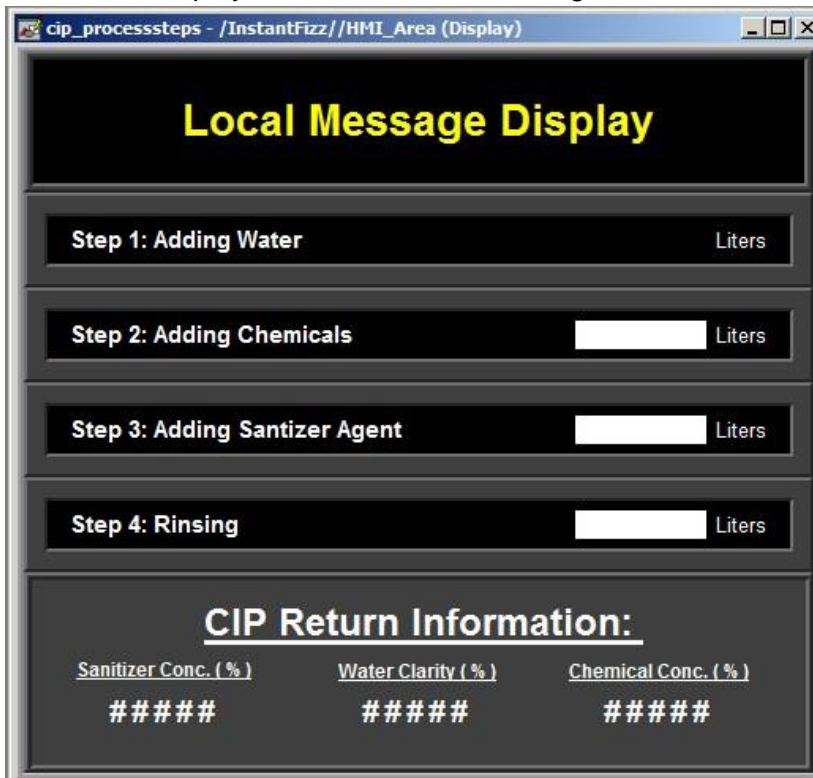 cip_processsteps - /InstantFizz//HMI_Area (Display)
Local Message Display
Step 1: Adding Water Liters
Step 2: Adding Chemicals Liters
Step 3: Adding Santizer Agent Liters
Step 4: Rinsing Liters
CIP Return Information:
Sanitizer Conc. ( % ) Water Clarity ( % ) Chemical Conc. ( % )
##### ##### #####